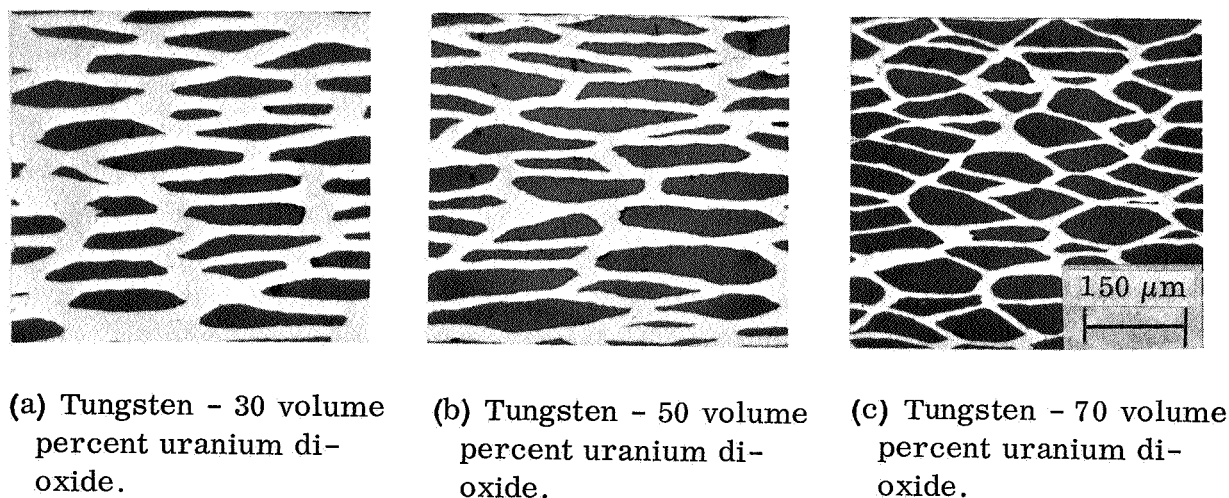 150 μm
(a) Tungsten - 30 volume
percent uranium di-
oxide.
(b) Tungsten - 50 volume
percent uranium di-
oxide.
(c) Tungsten - 70 volume
percent uranium di-
oxide.